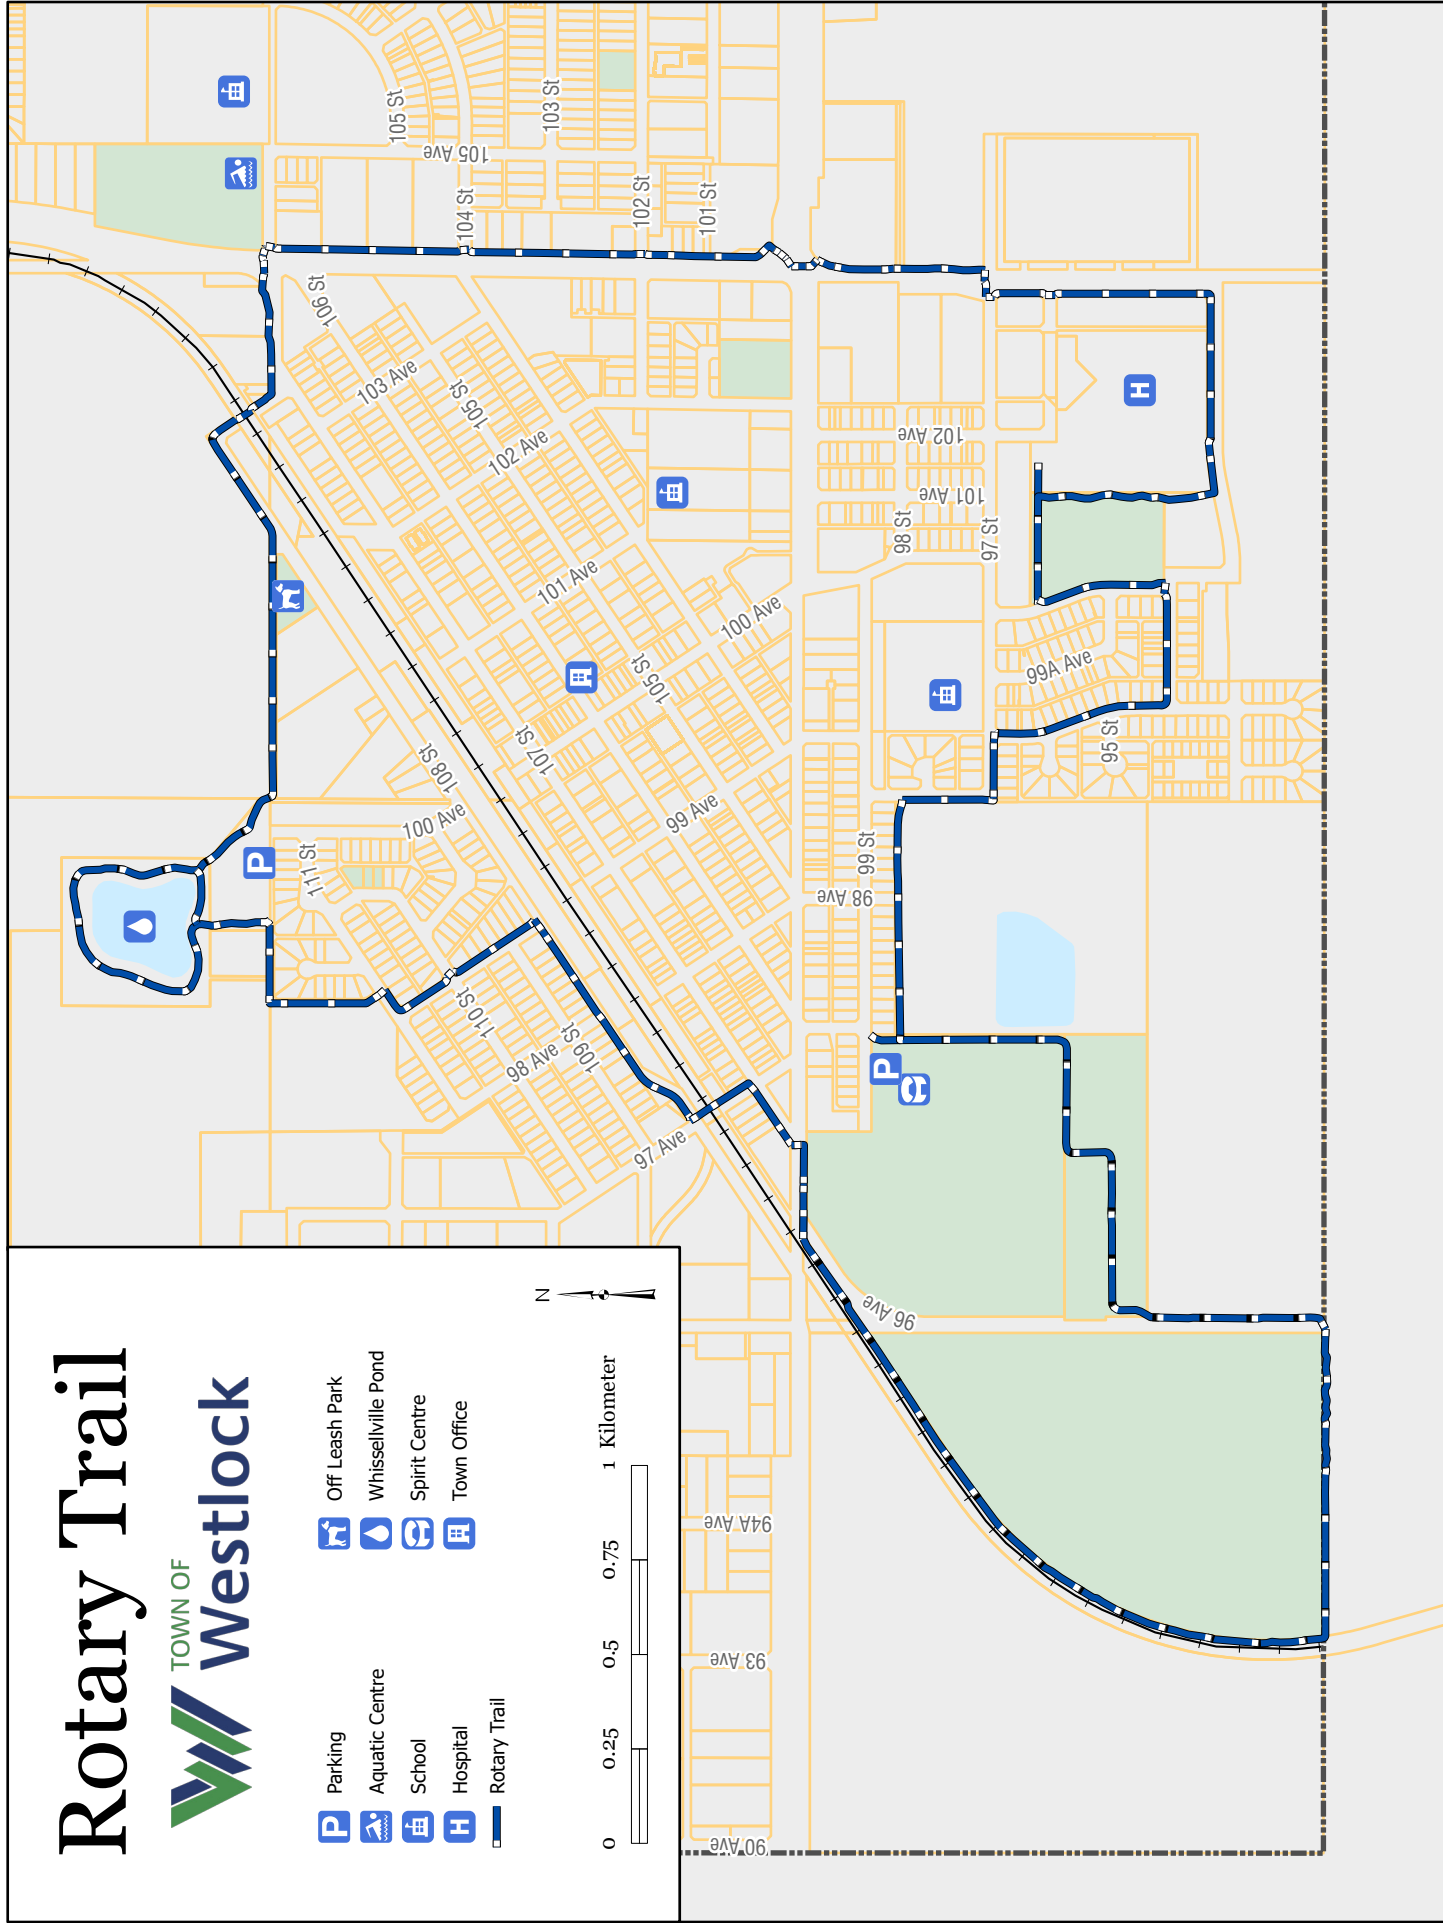 Rotary Trail
TOWN OF
Westlock
P Parking
Aquatic Centre
School
H Hospital
Rotary Trail
Off Leash Park
Whissellville Pond
Spirit Centre
Town Office
0 0.25 0.5 0.75 1 Kilometer
N
105 St
103 St
105 Ave
104 St
102 St
101 St
106 St
103 Ave
105 St
102 Ave
102 Ave
101 Ave
98 St
97 St
101 Ave
100 Ave
99A Ave
105 St
107 St
108 St
95 St
100 Ave
99 Ave
111 St
99 St
98 Ave
110 St
109 St
98 Ave
97 Ave
96 Ave
94A Ave
93 Ave
90 Ave
P
P
H